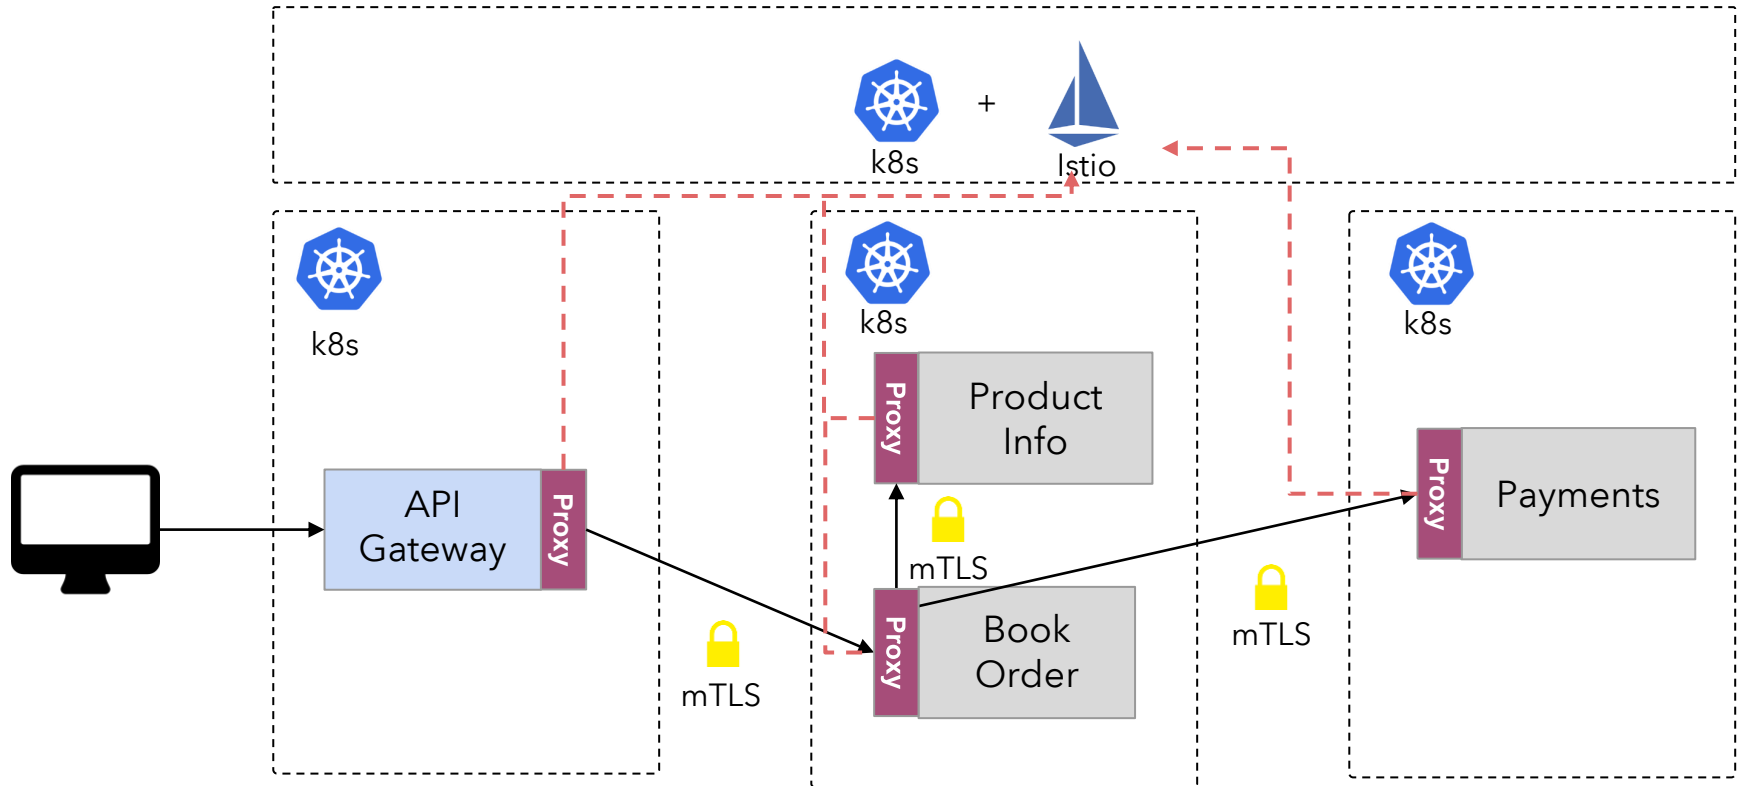 k8s
+
Istio
k8s
k8s
k8s
Proxy
Product
Info
API
Gateway
Proxy
Proxy
Payments
mTLS
Proxy
Book
Order
mTLS
mTLS